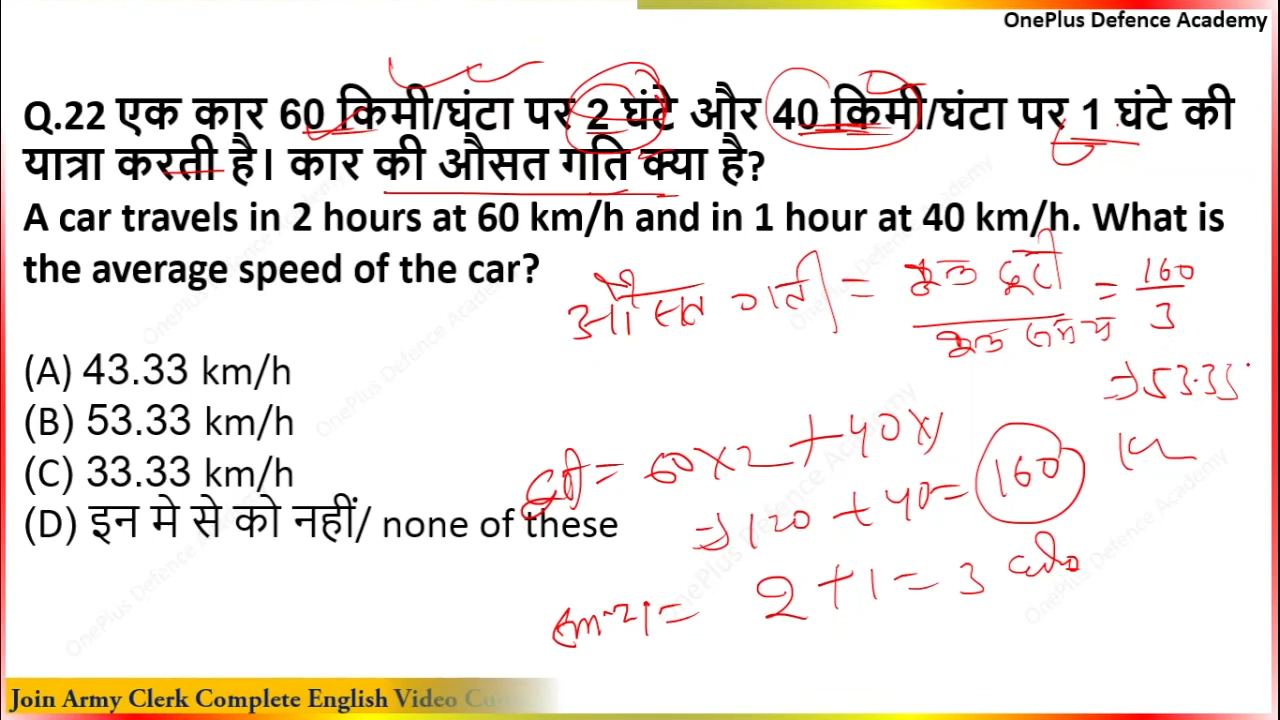 OnePlus Defence Academy
Q.22 एक कार 60 किमी/घंटा पर 2 घंटे और 40 किमी/घंटा पर 1 घंटे की
यात्रा करती है। कार की औसत गति क्या है?
A car travels in 2 hours at 60 km/h and in 1 hour at 40 km/h. What is
the average speed of the car?
औसत गती = कुल दूरी / कुल समय = 160 / 3
(A) 43.33 km/h
⇒ 53.33
(B) 53.33 km/h
(C) 33.33 km/h
दूरी = 60 × 2 + 40 × 1
⇒ 120 + 40 = 160
(D) इन मे से को नहीं/ none of these
= 2 + 1 = 3
Join Army Clerk Complete English Video